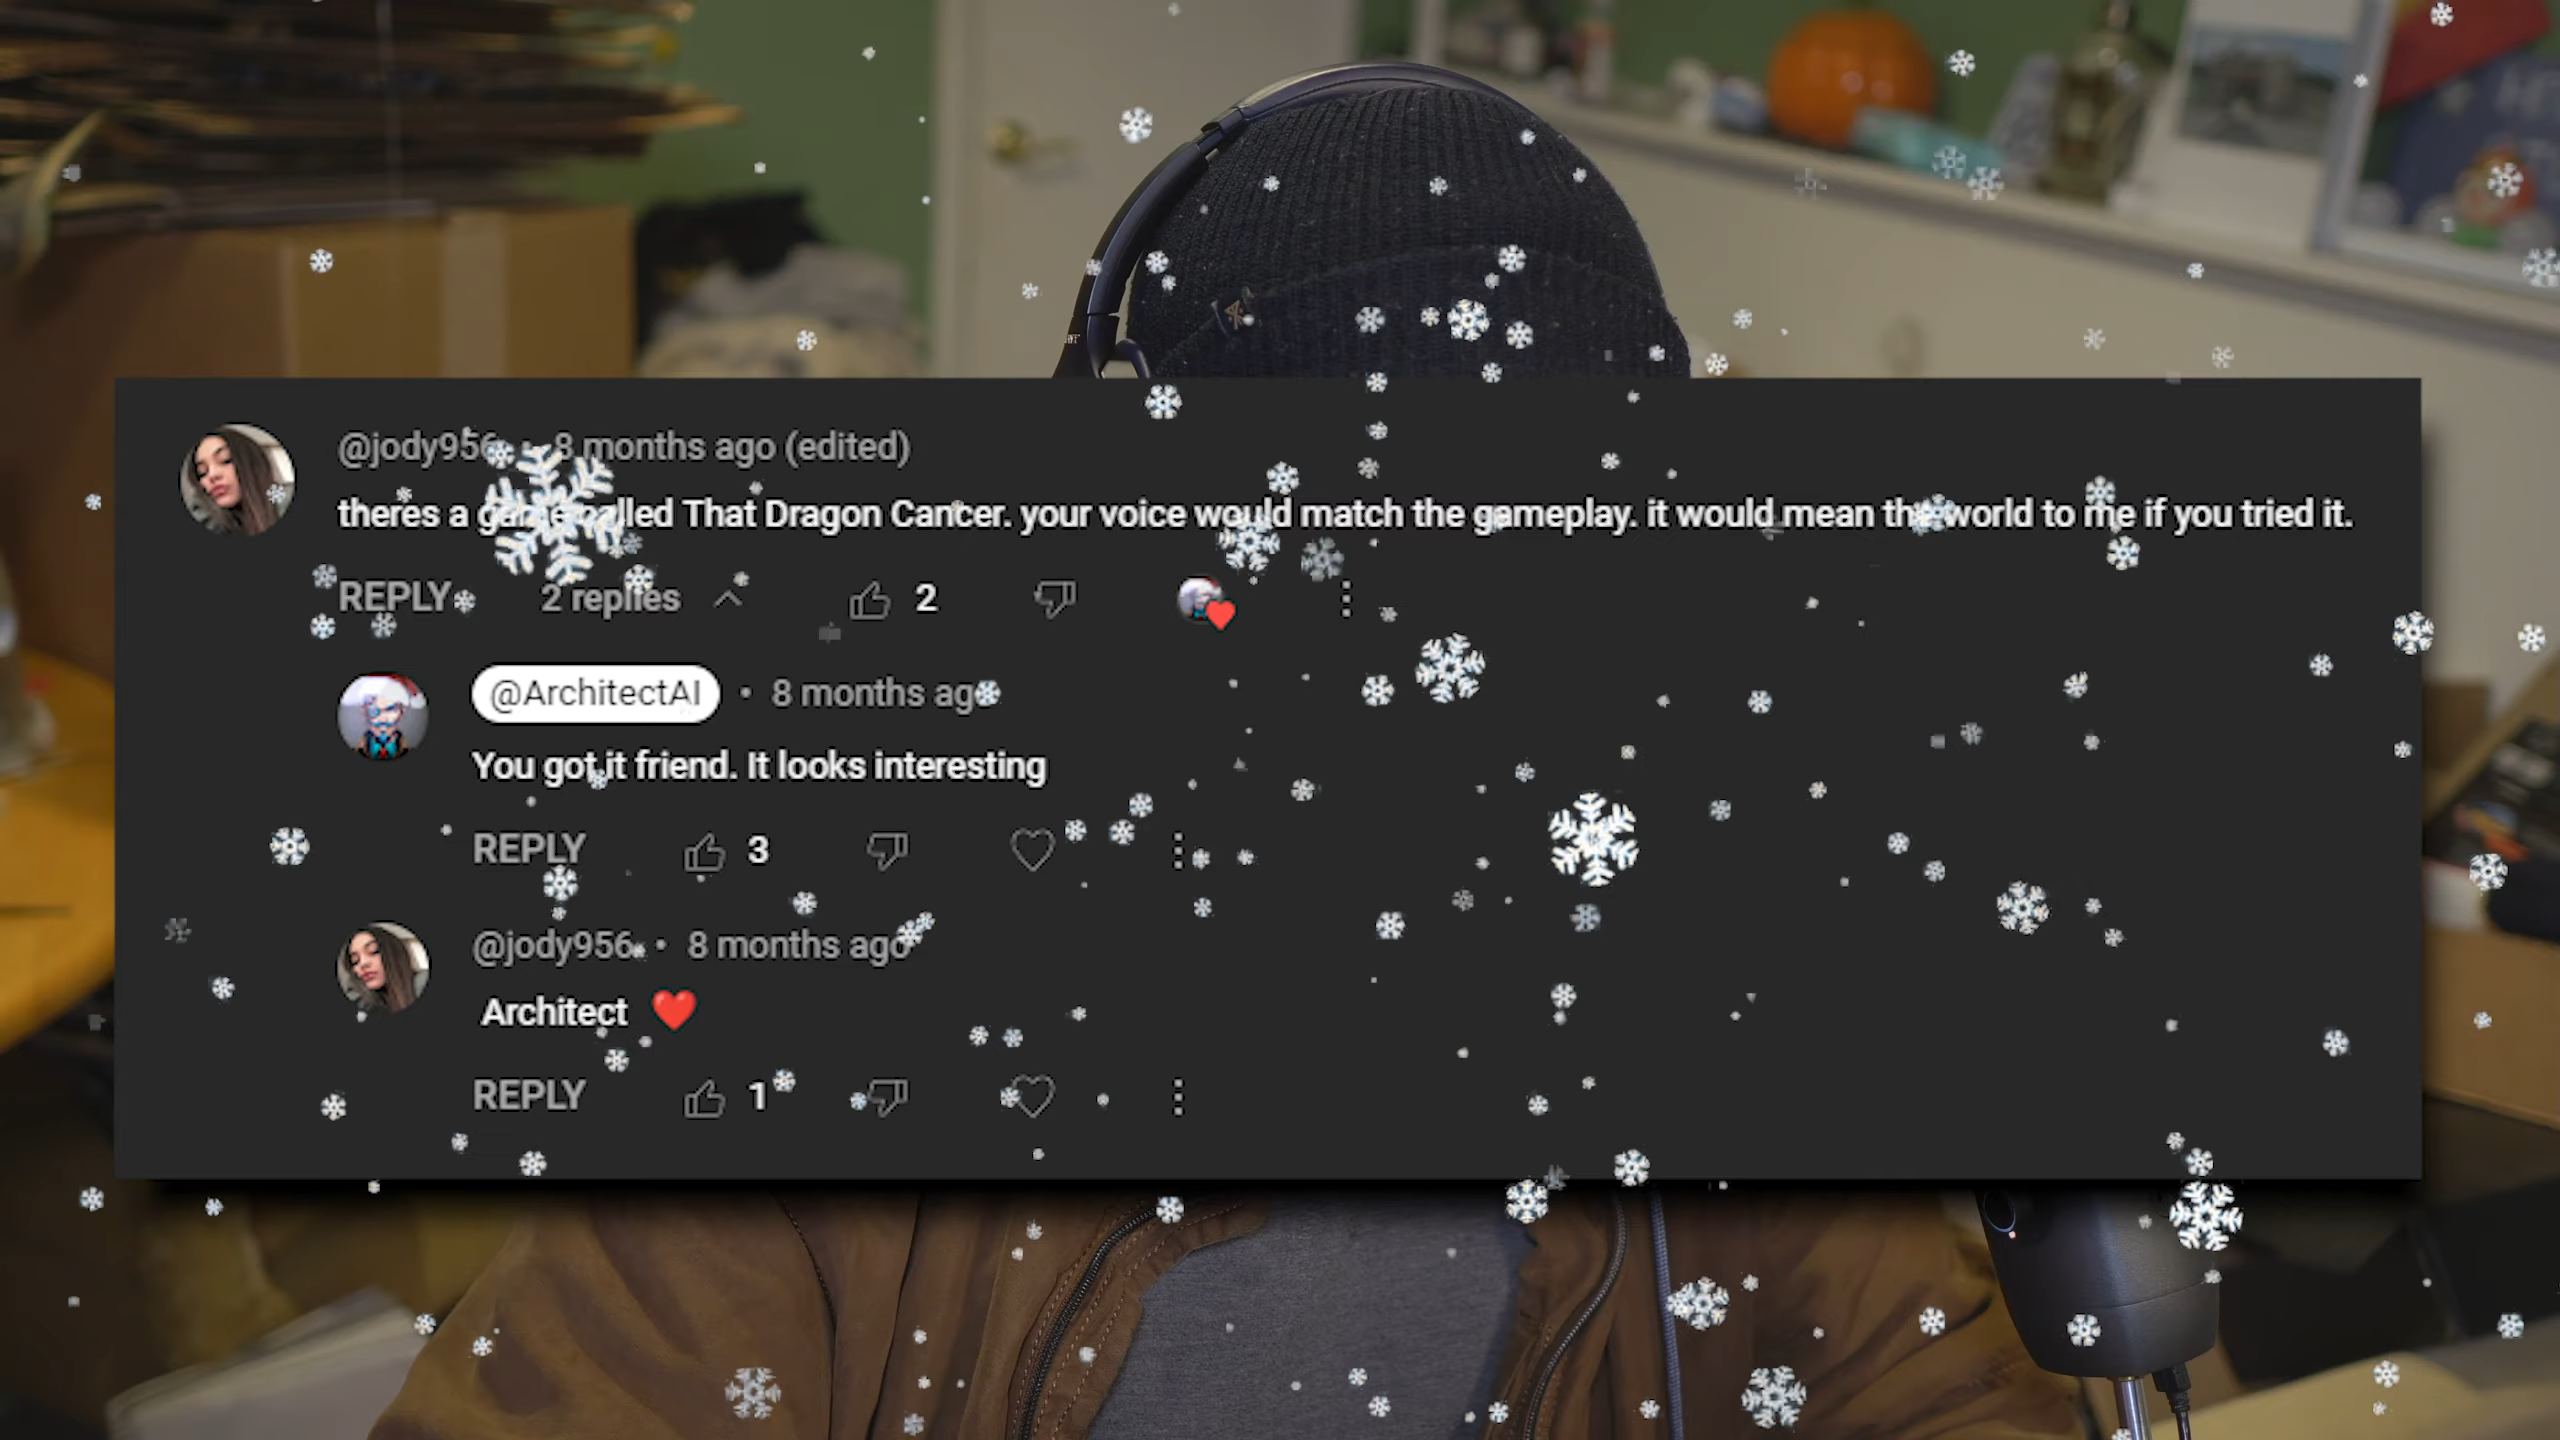 @jody956 · 8 months ago (edited)
theres a game called That Dragon Cancer. your voice would match the gameplay. it would mean the world to me if you tried it.
REPLY 2 replies 2
@ArchitectAI · 8 months ago
You got it friend. It looks interesting
REPLY 3
@jody956 · 8 months ago
Architect ❤️
REPLY 1